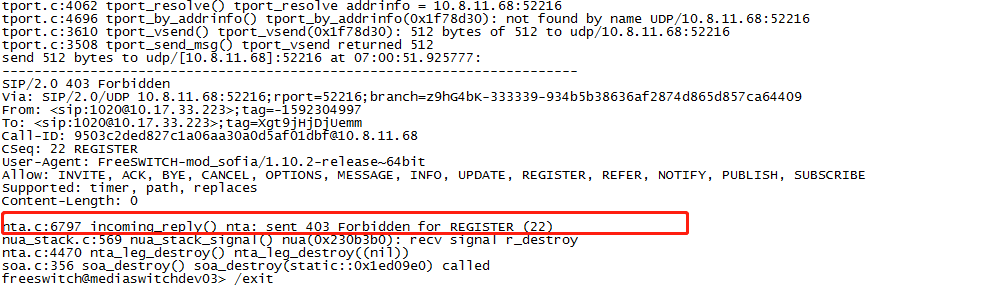 tport.c:4062 tport_resolve() tport_resolve addrinfo = 10.8.11.68:52216
tport.c:4696 tport_by_addrinfo() tport_by_addrinfo(0x1f78d30): not found by name UDP/10.8.11.68:52216
tport.c:3610 tport_vsend() tport_vsend(0x1f78d30): 512 bytes of 512 to udp/10.8.11.68:52216
tport.c:3508 tport_send_msg() tport_vsend returned 512
send 512 bytes to udp/[10.8.11.68]:52216 at 07:00:51.925777:
------------------------------------------------------------------------
SIP/2.0 403 Forbidden
Via: SIP/2.0/UDP 10.8.11.68:52216;rport=52216;branch=z9hG4bK-333339-934b5b38636af2874d865d857ca64409
From: <sip:1020@10.17.33.223>;tag=-1592304997
To: <sip:1020@10.17.33.223>;tag=Xgt9jHjDjUemm
Call-ID: 9503c2ded827c1a06aa30a0d5af01dbf@10.8.11.68
CSeq: 22 REGISTER
User-Agent: FreeSWITCH-mod_sofia/1.10.2-release~64bit
Allow: INVITE, ACK, BYE, CANCEL, OPTIONS, MESSAGE, INFO, UPDATE, REGISTER, REFER, NOTIFY, PUBLISH, SUBSCRIBE
Supported: timer, path, replaces
Content-Length: 0
nta.c:6797 incoming_reply() nta: sent 403 Forbidden for REGISTER (22)
nua_stack.c:569 nua_stack_signal() nua(0x230b3b0): recv signal r_destroy
nta.c:4470 nta_leg_destroy() nta_leg_destroy((nil))
soa.c:356 soa_destroy() soa_destroy(static::0x1ed09e0) called
freeswitch@mediaswitchdev03> /exit